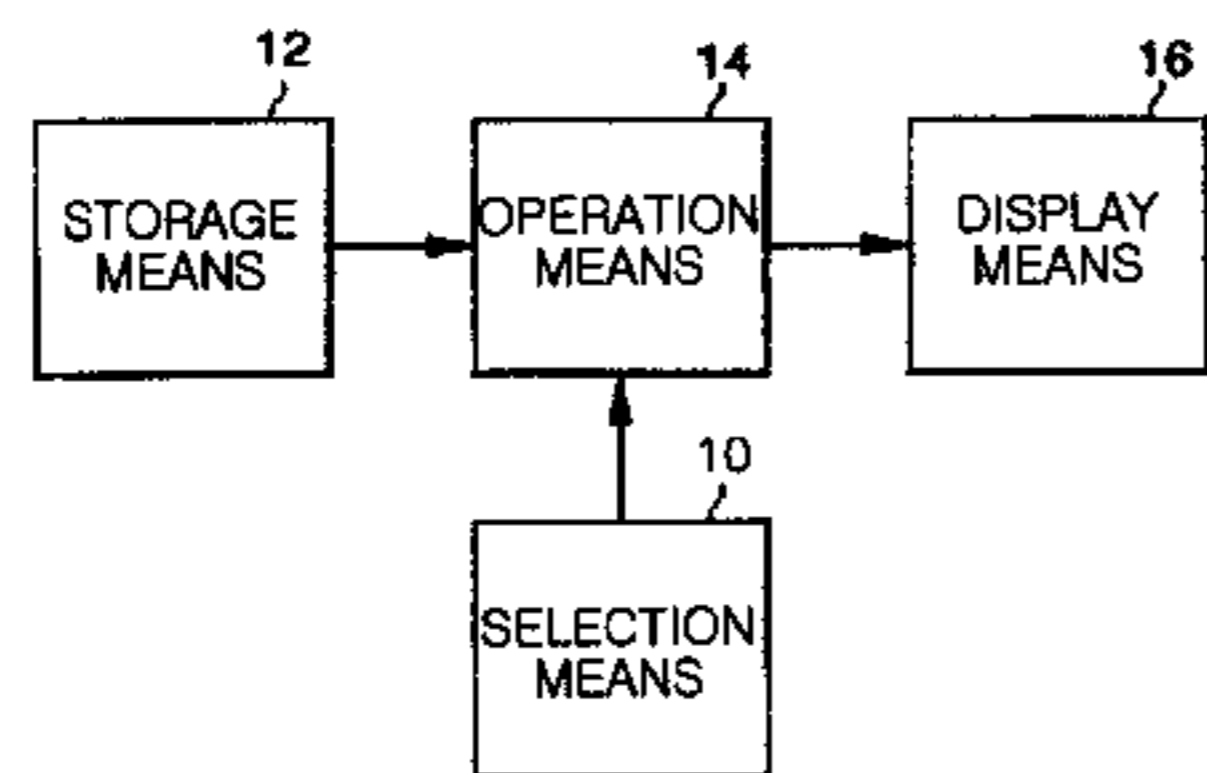 12
14
16
STORAGE
MEANS
OPERATION
MEANS
DISPLAY
MEANS
10
SELECTION
MEANS